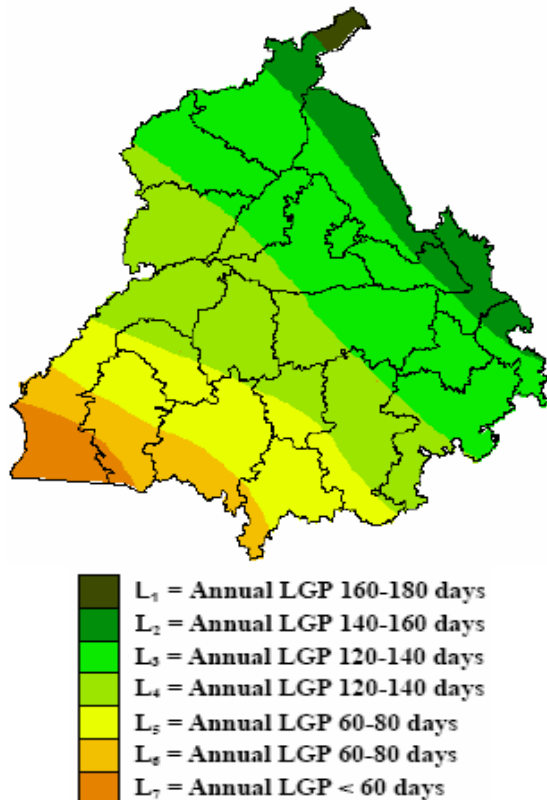 L₁ = Annual LGP 160-180 days
L₂ = Annual LGP 140-160 days
L₃ = Annual LGP 120-140 days
L₄ = Annual LGP 120-140 days
L₅ = Annual LGP 60-80 days
L₆ = Annual LGP 60-80 days
L₇ = Annual LGP < 60 days